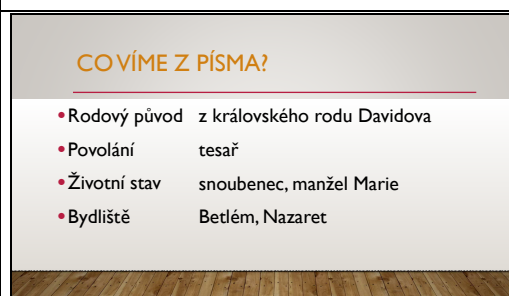 CO VÍME Z PÍSMA?
• Rodový původ z královského rodu Davidova
• Povolání tesař
• Životní stav snoubenec, manžel Marie
• Bydliště Betlém, Nazaret